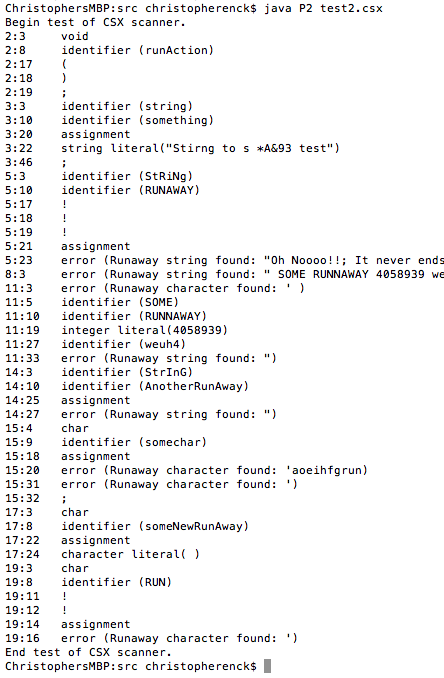 ChristophersMBP:src christopherenck$ java P2 test2.csx
Begin test of CSX scanner.
2:3 void
2:8 identifier (runAction)
2:17 (
2:18 )
2:19 ;
3:3 identifier (string)
3:10 identifier (something)
3:20 assignment
3:22 string literal("Stirng to s *A&93 test")
3:46 ;
5:3 identifier (StRiNg)
5:10 identifier (RUNAWAY)
5:17 !
5:18 !
5:19 !
5:21 assignment
5:23 error (Runaway string found: "Oh Noooo!!; It never ends
8:3 error (Runaway string found: " SOME RUNNAWAY 4058939 we
11:3 error (Runaway character found: ' )
11:5 identifier (SOME)
11:10 identifier (RUNNAWAY)
11:19 integer literal(4058939)
11:27 identifier (weuh4)
11:33 error (Runaway string found: ")
14:3 identifier (StrInG)
14:10 identifier (AnotherRunAway)
14:25 assignment
14:27 error (Runaway string found: ")
15:4 char
15:9 identifier (somechar)
15:18 assignment
15:20 error (Runaway character found: 'aoeihfgrun)
15:31 error (Runaway character found: ')
15:32 ;
17:3 char
17:8 identifier (someNewRunAway)
17:22 assignment
17:24 character literal( )
19:3 char
19:8 identifier (RUN)
19:11 !
19:12 !
19:14 assignment
19:16 error (Runaway character found: ')
End test of CSX scanner.
ChristophersMBP:src christopherenck$